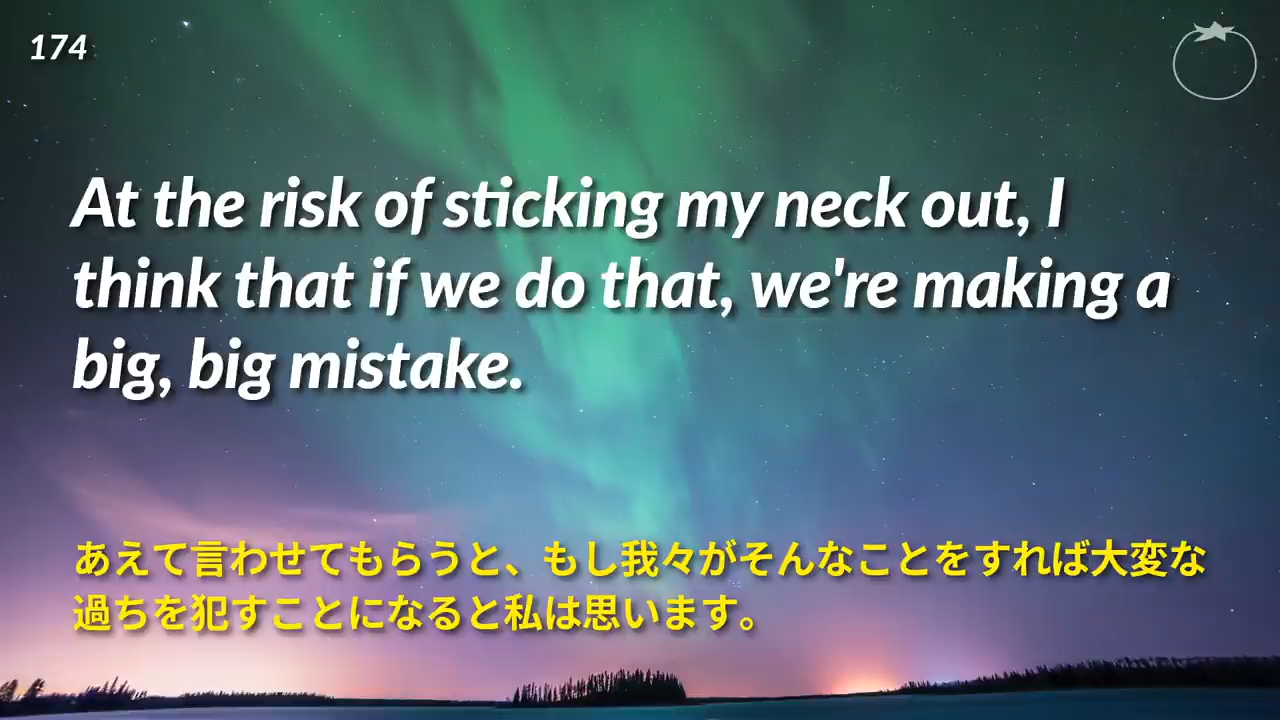 174
At the risk of sticking my neck out, I
think that if we do that, we're making a
big, big mistake.
あえて言わせてもらうと、もし我々がそんなことをすれば大変な
過ちを犯すことになると私は思います。